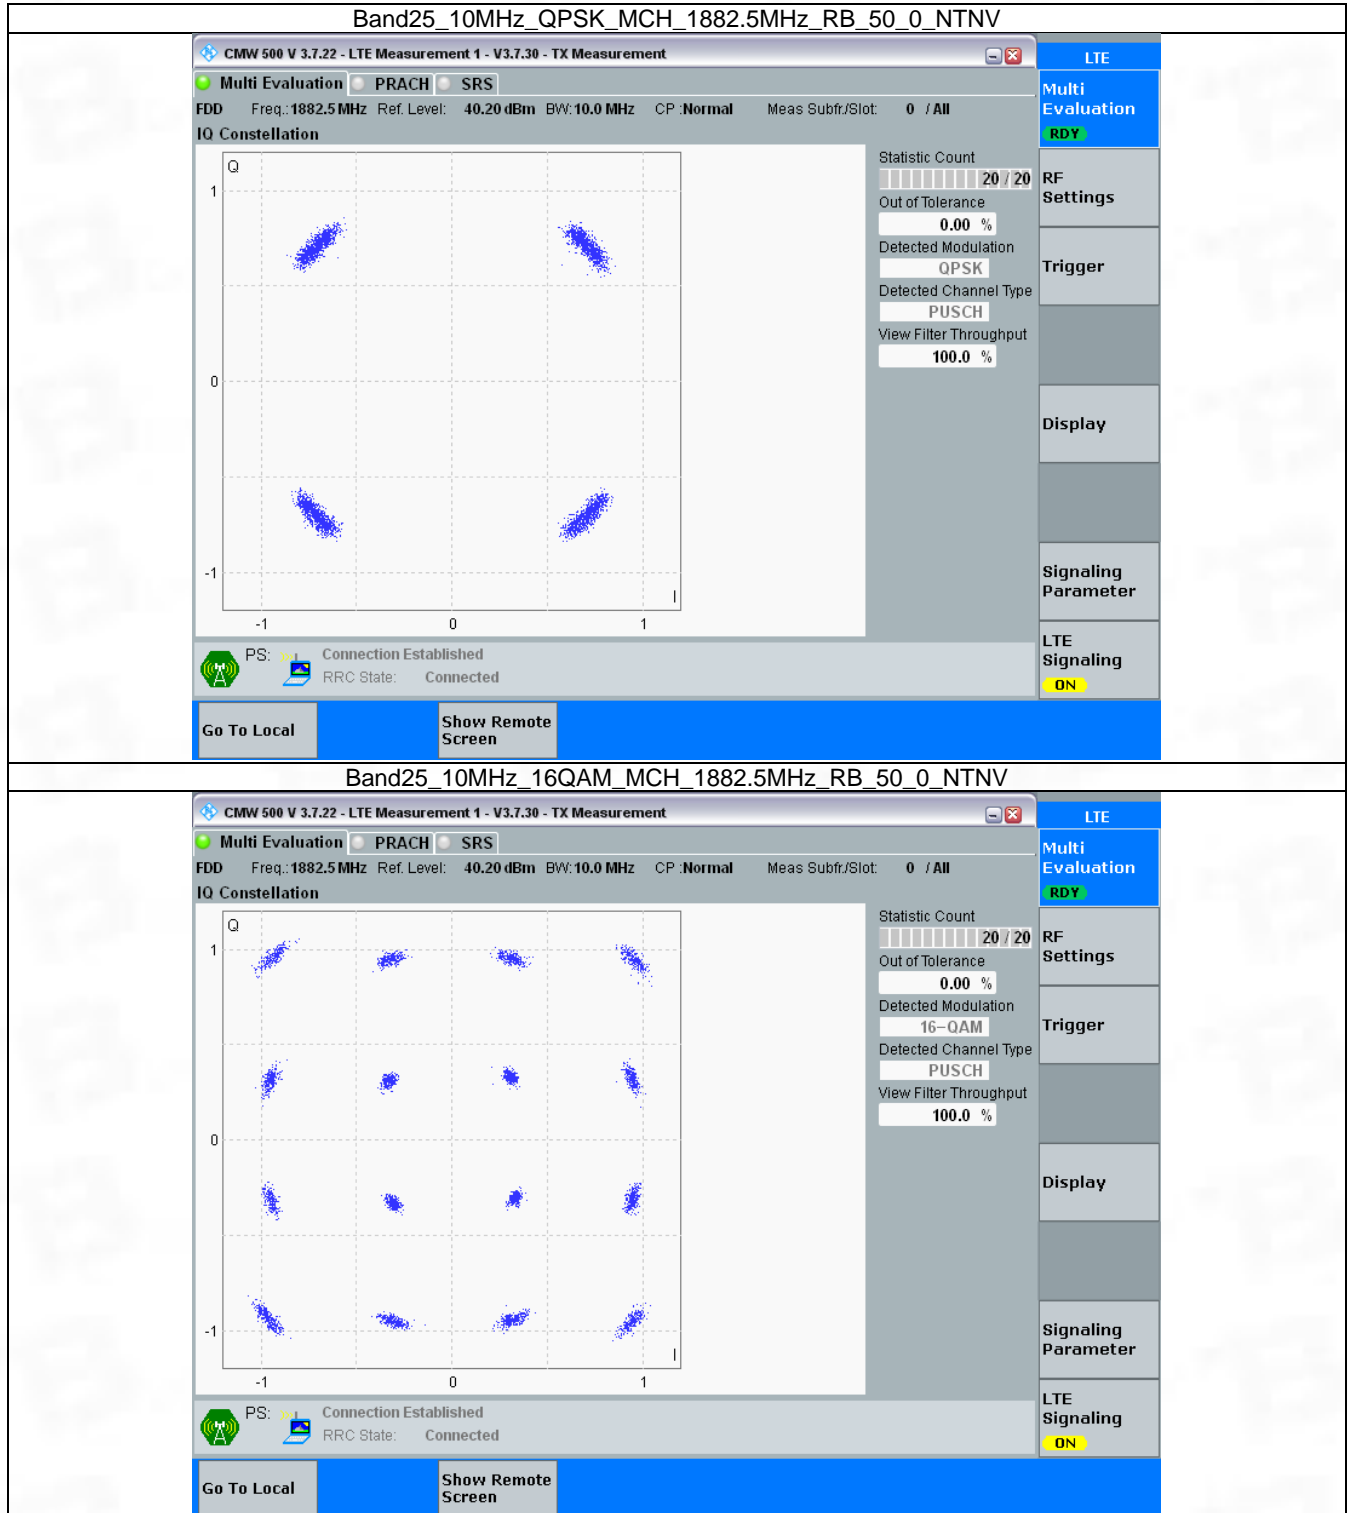 Band25_10MHz_QPSK_MCH_1882.5MHz_RB_50_0_NTNV
CMW 500 V 3.7.22 - LTE Measurement 1 - V3.7.30 - TX Measurement
LTE
Multi Evaluation PRACH SRS
Multi
Evaluation
RDY
FDD Freq.:1882.5 MHz Ref. Level: 40.20 dBm BW:10.0 MHz CP :Normal Meas Subfr./Slot: 0 / All
IQ Constellation
Q
1
0
-1
I
-1 0 1
Statistic Count
20 / 20
Out of Tolerance
0.00 %
Detected Modulation
QPSK
Detected Channel Type
PUSCH
View Filter Throughput
100.0 %
RF
Settings
Trigger
Display
Signaling
Parameter
LTE
Signaling
ON
PS: Connection Established
RRC State: Connected
Go To Local
Show Remote
Screen
Band25_10MHz_16QAM_MCH_1882.5MHz_RB_50_0_NTNV
CMW 500 V 3.7.22 - LTE Measurement 1 - V3.7.30 - TX Measurement
LTE
Multi Evaluation PRACH SRS
Multi
Evaluation
RDY
FDD Freq.:1882.5 MHz Ref. Level: 40.20 dBm BW:10.0 MHz CP :Normal Meas Subfr./Slot: 0 / All
IQ Constellation
Q
1
0
-1
I
-1 0 1
Statistic Count
20 / 20
Out of Tolerance
0.00 %
Detected Modulation
16-QAM
Detected Channel Type
PUSCH
View Filter Throughput
100.0 %
RF
Settings
Trigger
Display
Signaling
Parameter
LTE
Signaling
ON
PS: Connection Established
RRC State: Connected
Go To Local
Show Remote
Screen